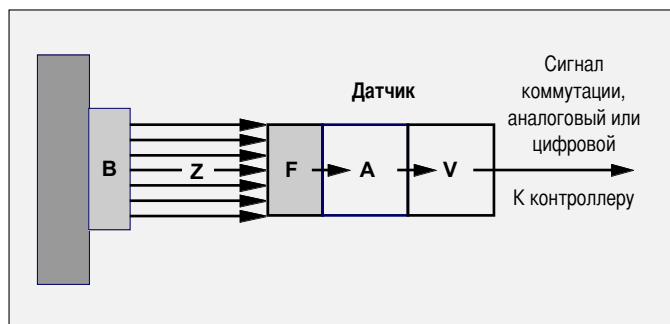 Датчик
Сигнал
коммутации,
аналоговый или
цифровой
B
Z
F
A
V
К контроллеру